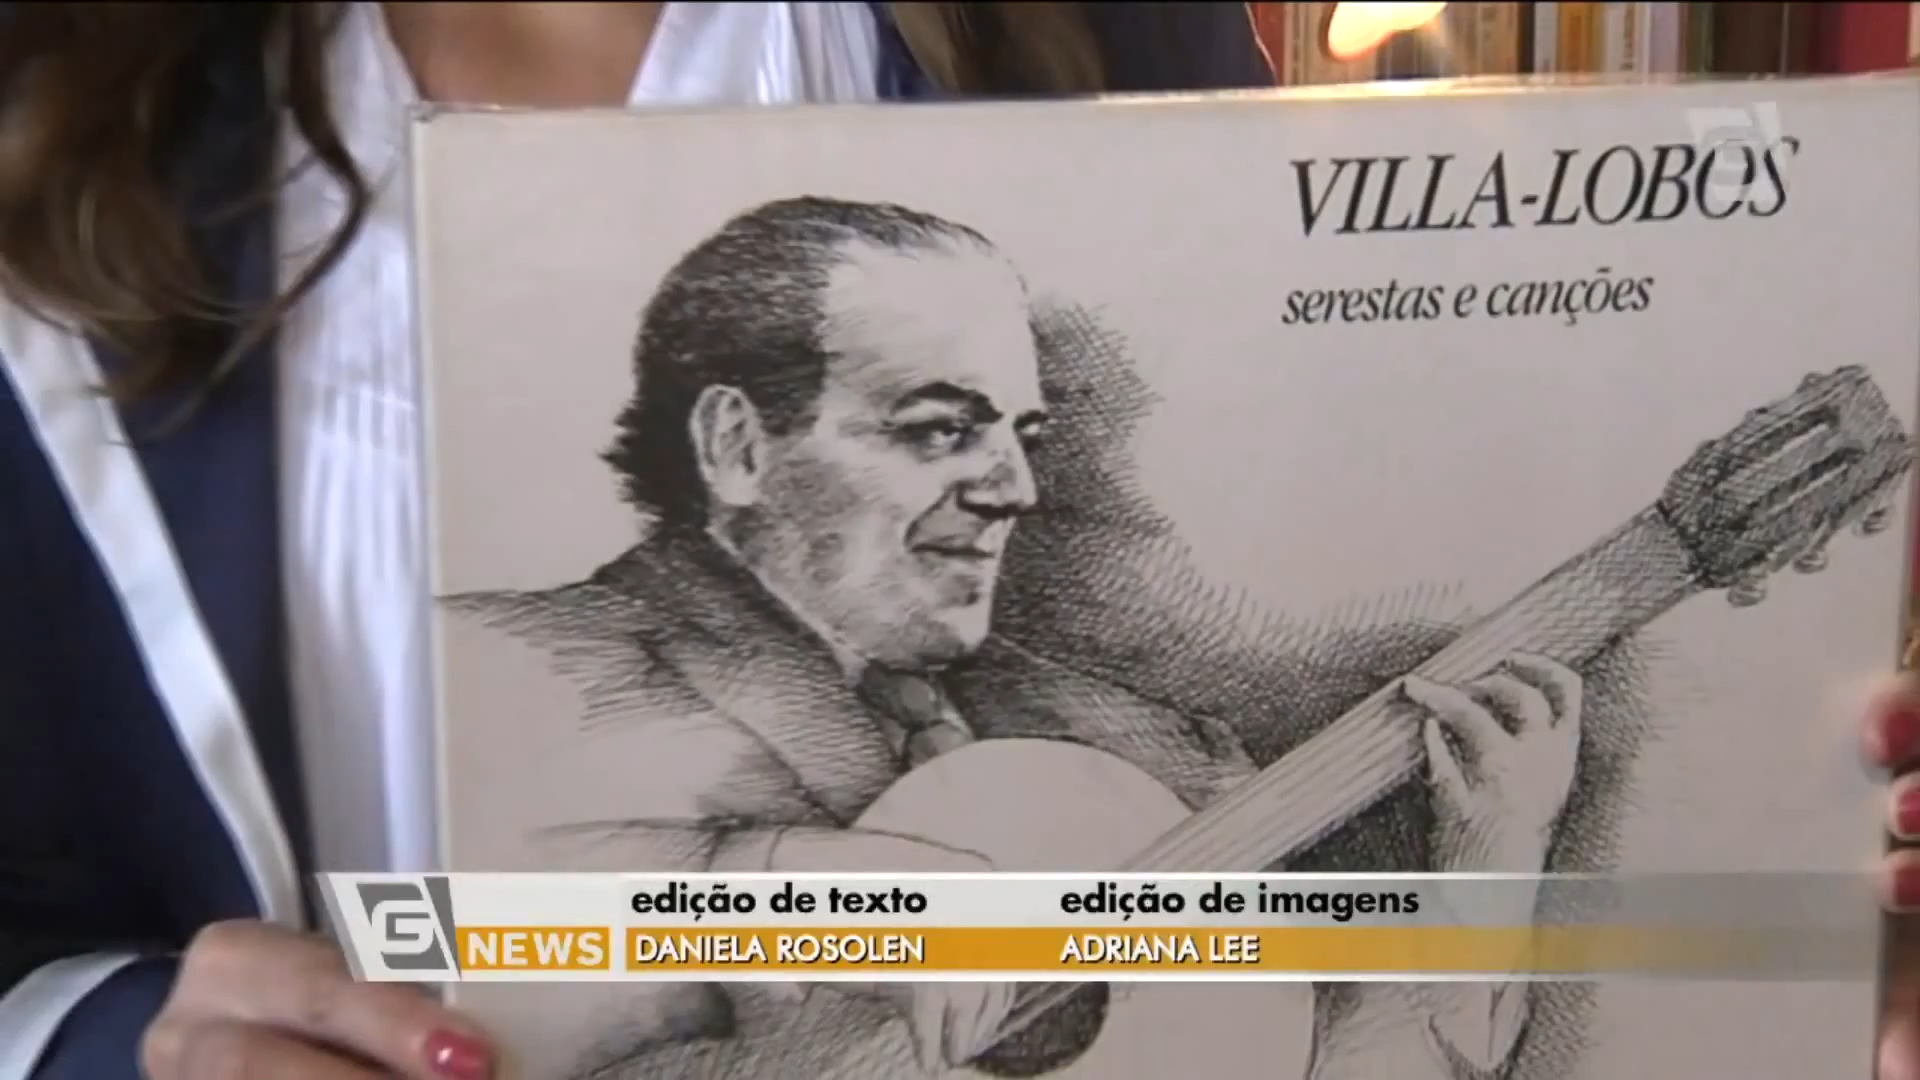 VILLA-LOBOS
serestas e canções
edição de texto edição de imagens
G NEWS DANIELA ROSOLEN ADRIANA LEE